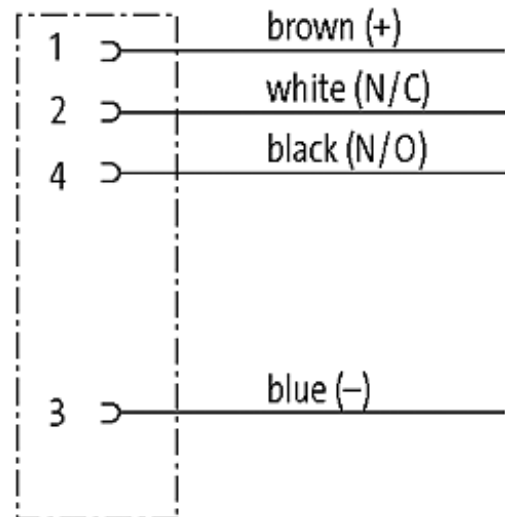 1 brown (+)
2 white (N/C)
4 black (N/O)
3 blue (–)